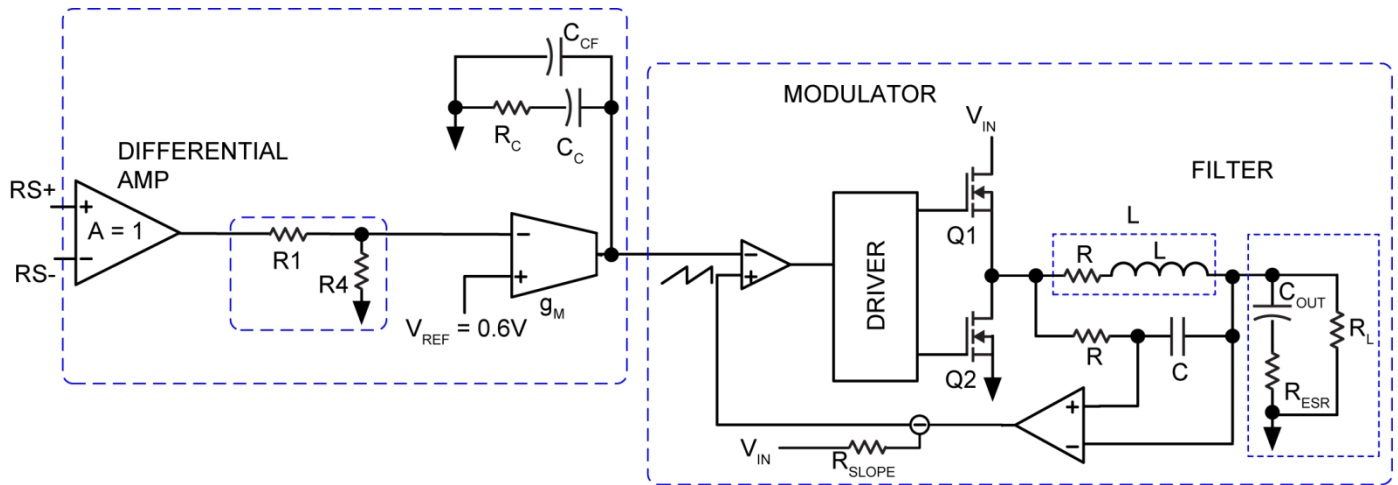 C_CF
R_C
C_C
DIFFERENTIAL
AMP
RS+
RS-
+
A = 1
−
R1
R4
−
+
g_M
V_REF = 0.6V
MODULATOR
V_IN
FILTER
−
+
DRIVER
Q1
Q2
L
R
L
R
C
C_OUT
R_ESR
R_L
+
−
−
V_IN
R_SLOPE